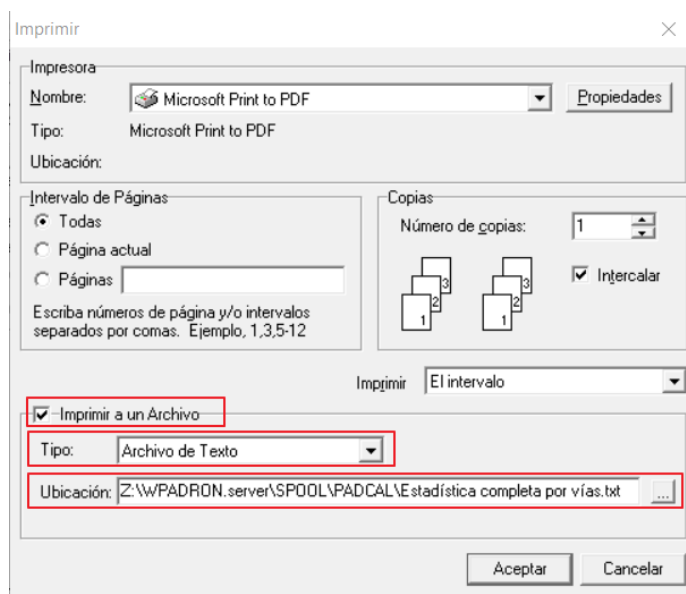 Imprimir
Impresora
Nombre: Microsoft Print to PDF Propiedades
Tipo: Microsoft Print to PDF
Ubicación:
Intervalo de Páginas
Todas
Página actual
Páginas
Escriba números de página y/o intervalos
separados por comas. Ejemplo, 1,3,5-12
Copias
Número de copias: 1
1 2 3 1 2 3
Intercalar
Imprimir El intervalo
Imprimir a un Archivo
Tipo: Archivo de Texto
Ubicación: Z:\WPADRON.server\SPOOL\PADCAL\Estadística completa por vías.txt ...
Aceptar Cancelar